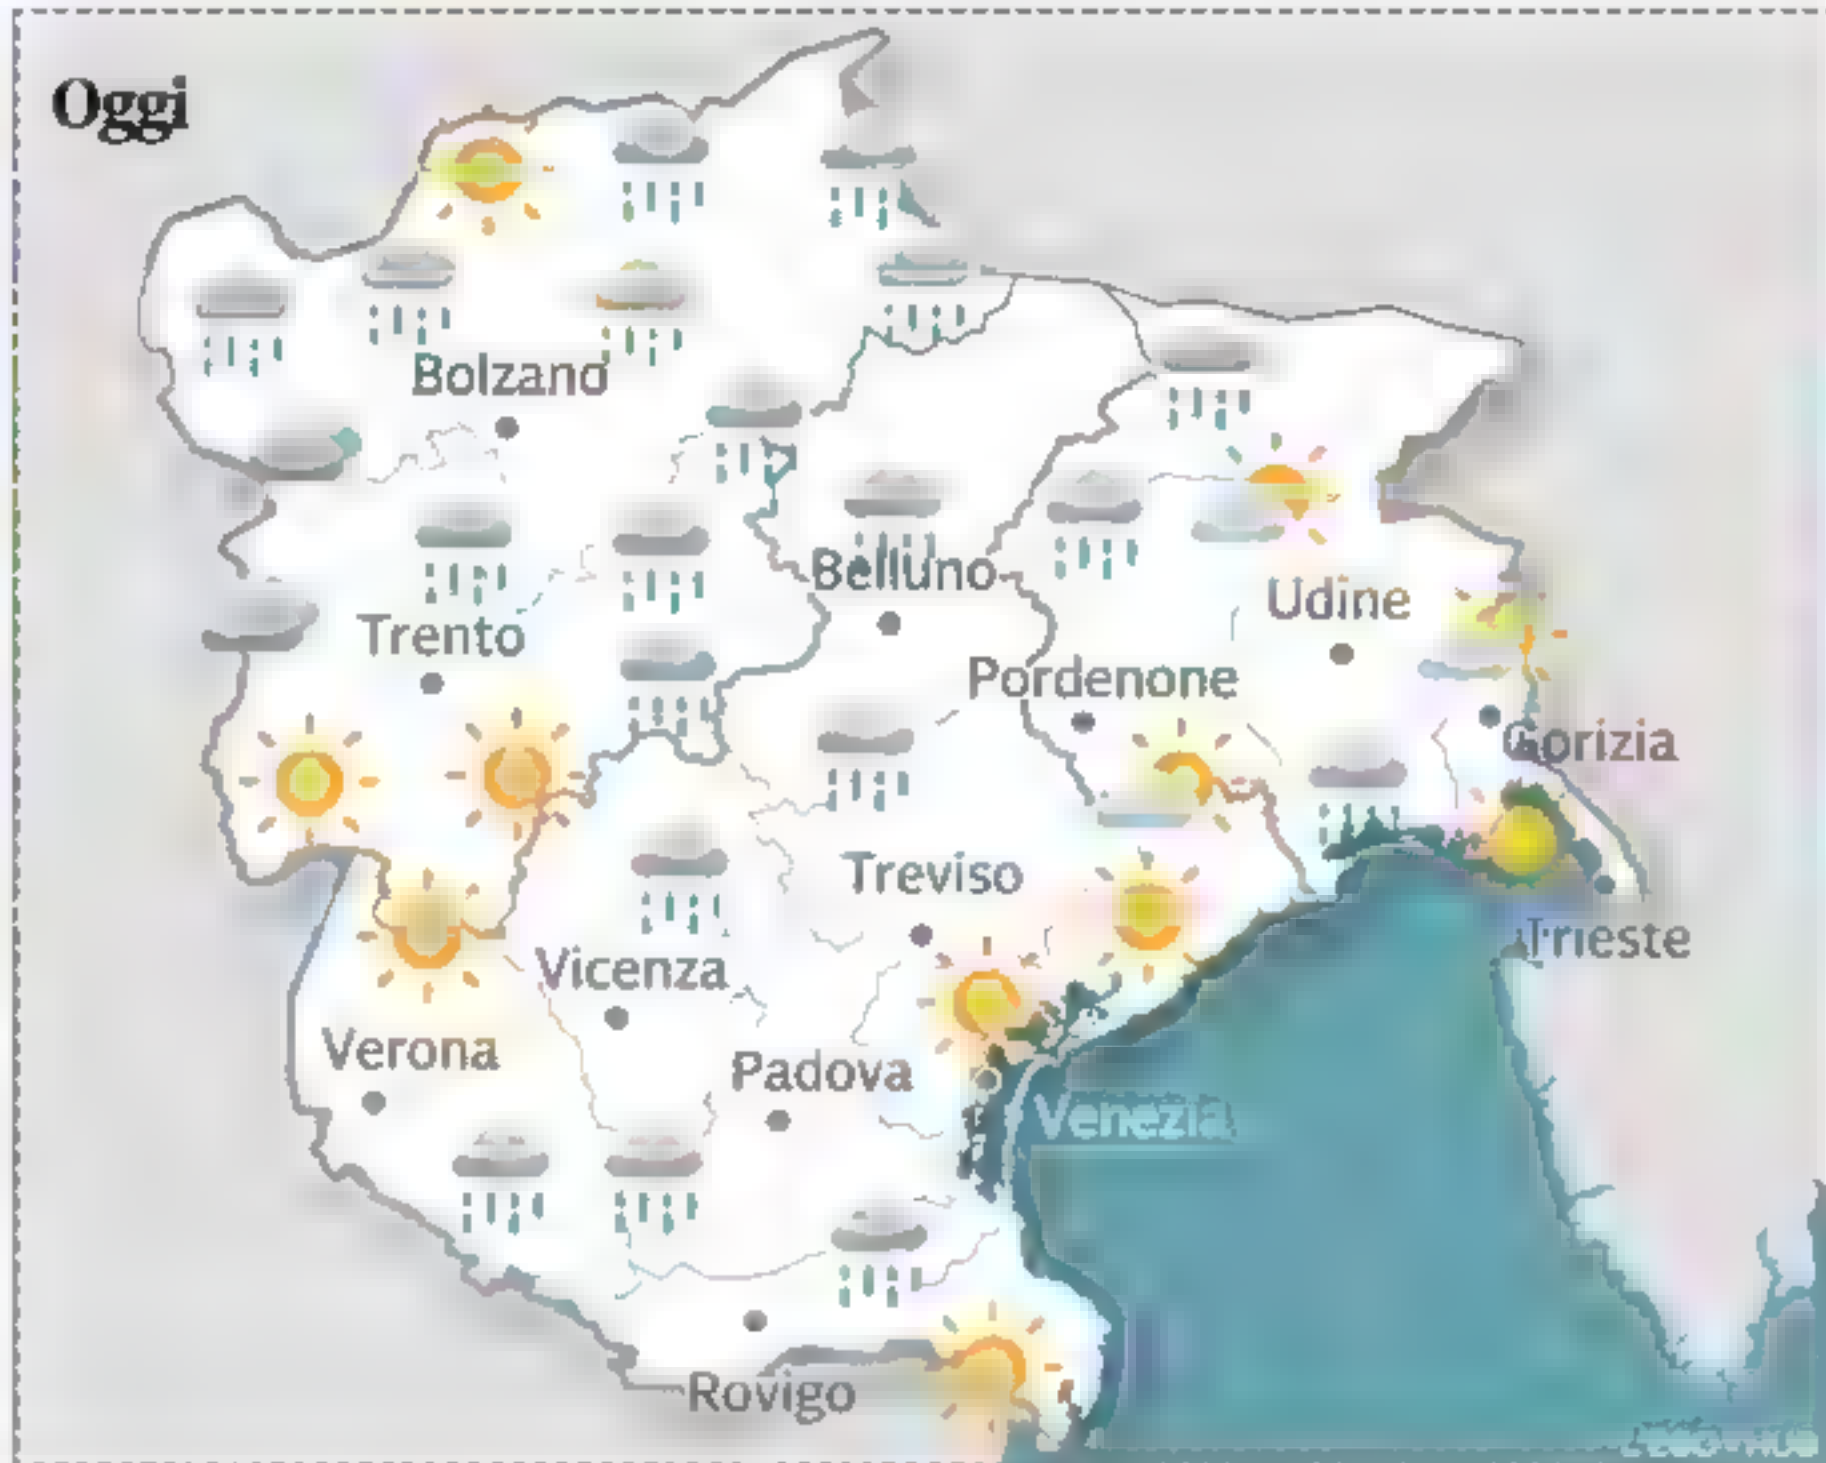 Oggi
Bolzano
Belluno
Trento
Udine
Pordenone
Gorizia
Treviso
Trieste
Vicenza
Verona
Padova
Venezia
Rovigo